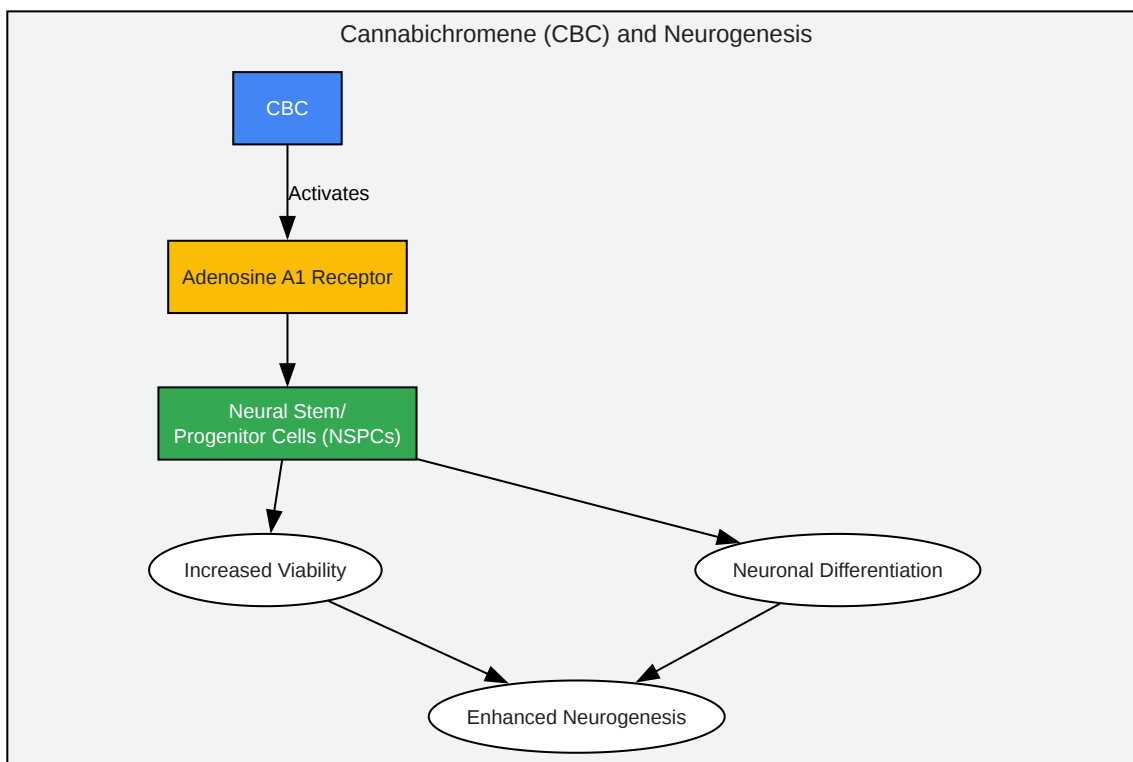 Cannabichromene (CBC) and Neurogenesis
CBC
Activates
Adenosine A1 Receptor
Neural Stem/
Progenitor Cells (NSPCs)
Increased Viability
Neuronal Differentiation
Enhanced Neurogenesis